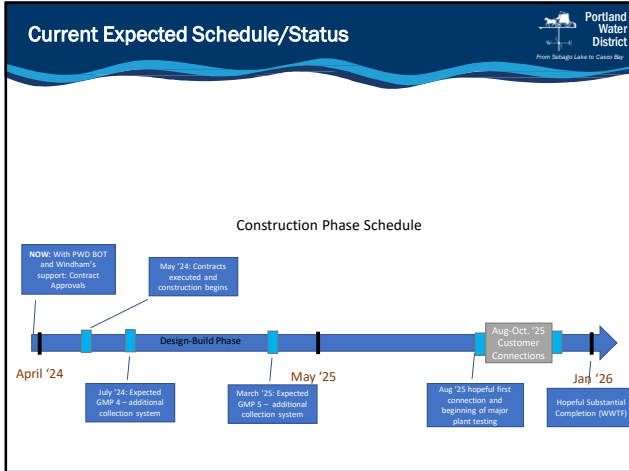 Current Expected Schedule/Status
Portland
Water
District
W E
From Sebago Lake to Casco Bay
Construction Phase Schedule
NOW: With PWD BOT
and Windham's
support: Contract
Approvals
May '24: Contracts
executed and
construction begins
Design-Build Phase
Aug-Oct. '25
Customer
Connections
April '24
May '25
Jan '26
July '24: Expected
GMP 4 – additional
collection system
March '25: Expected
GMP 5 - additional
collection system
Aug '25 hopeful first
connection and
beginning of major
plant testing
Hopeful Substantial
Completion (WWTF)